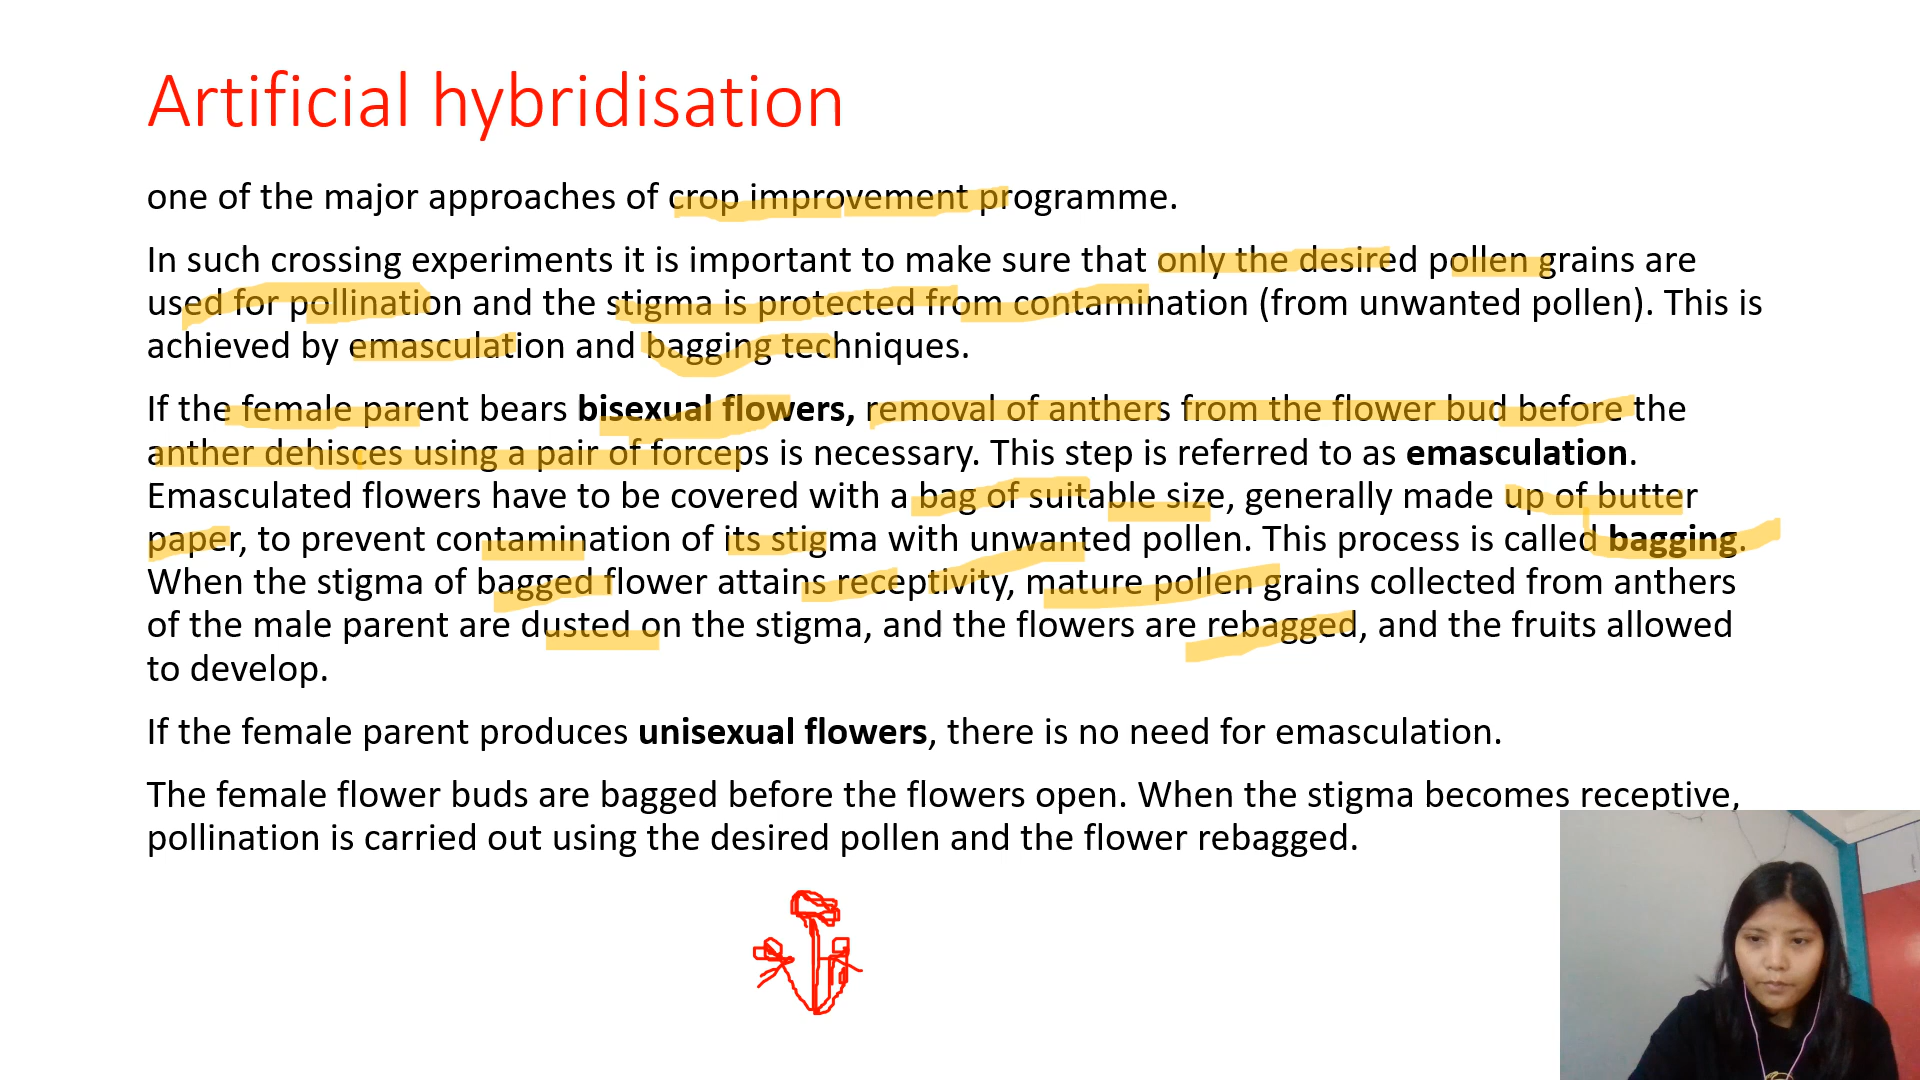 Artificial hybridisation
one of the major approaches of crop improvement programme.
In such crossing experiments it is important to make sure that only the desired pollen grains are
used for pollination and the stigma is protected from contamination (from unwanted pollen). This is
achieved by emasculation and bagging techniques.
If the female parent bears bisexual flowers, removal of anthers from the flower bud before the
anther dehisces using a pair of forceps is necessary. This step is referred to as emasculation.
Emasculated flowers have to be covered with a bag of suitable size, generally made up of butter
paper, to prevent contamination of its stigma with unwanted pollen. This process is called bagging.
When the stigma of bagged flower attains receptivity, mature pollen grains collected from anthers
of the male parent are dusted on the stigma, and the flowers are rebagged, and the fruits allowed
to develop.
If the female parent produces unisexual flowers, there is no need for emasculation.
The female flower buds are bagged before the flowers open. When the stigma becomes receptive,
pollination is carried out using the desired pollen and the flower rebagged.